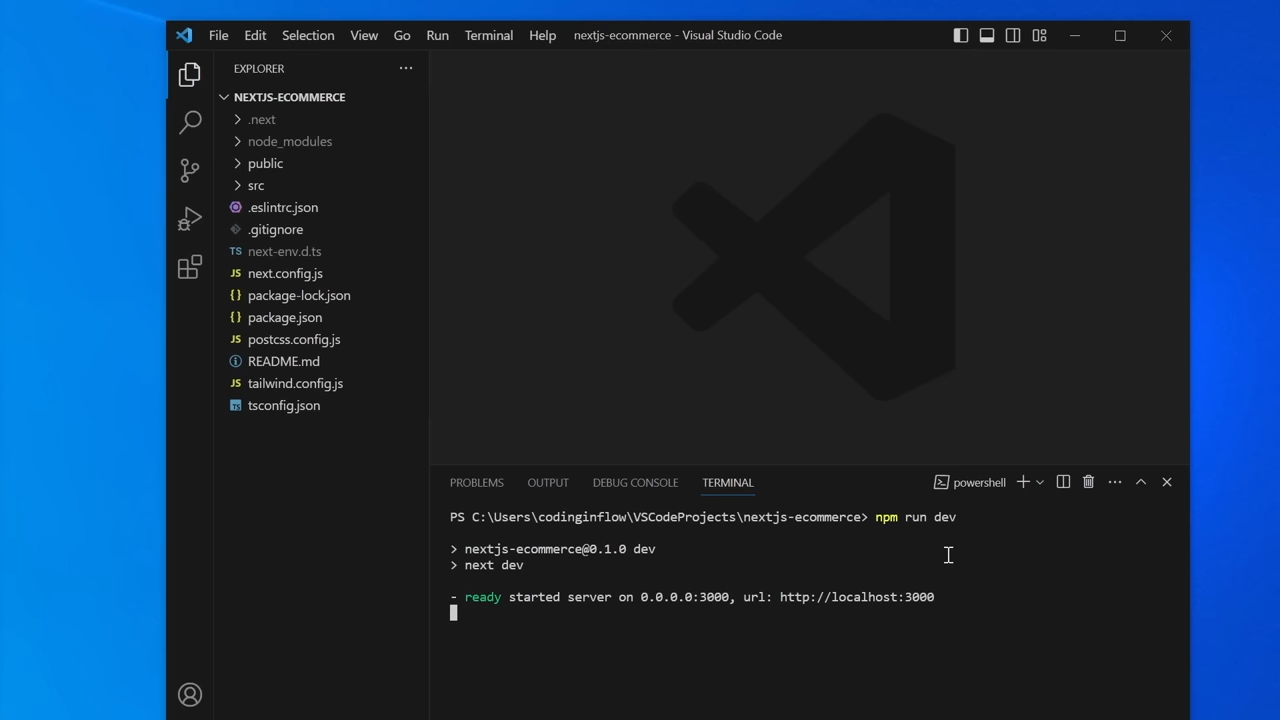 File Edit Selection View Go Run Terminal Help nextjs-ecommerce - Visual Studio Code
EXPLORER
NEXTJS-ECOMMERCE
.next
node_modules
public
src
.eslintrc.json
.gitignore
TS next-env.d.ts
JS next.config.js
{} package-lock.json
{} package.json
JS postcss.config.js
README.md
JS tailwind.config.js
TS tsconfig.json
PROBLEMS OUTPUT DEBUG CONSOLE TERMINAL powershell
PS C:\Users\codinginflow\VSCodeProjects\nextjs-ecommerce> npm run dev
> nextjs-ecommerce@0.1.0 dev
> next dev
- ready started server on 0.0.0.0:3000, url: http://localhost:3000